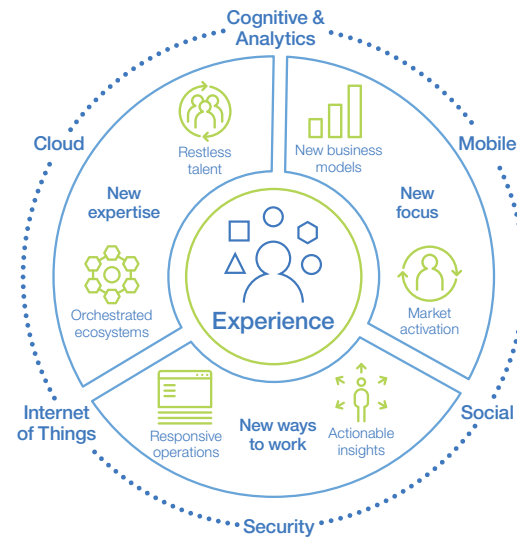 Cognitive &
Analytics
Cloud
Mobile
Restless
talent
New business
models
New
expertise
New
focus
Orchestrated
ecosystems
Experience
Market
activation
Internet
of Things
Social
Responsive
operations
New ways
to work
Actionable
insights
Security